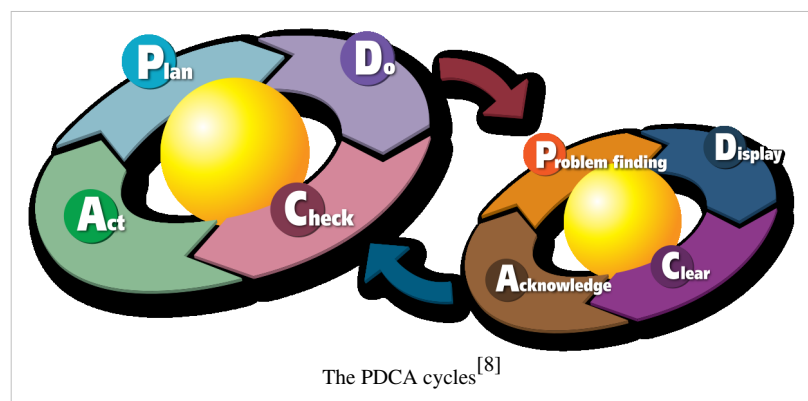 Plan
Do
Act
Check
Problem finding
Display
Acknowledge
Clear
The PDCA cycles[8]